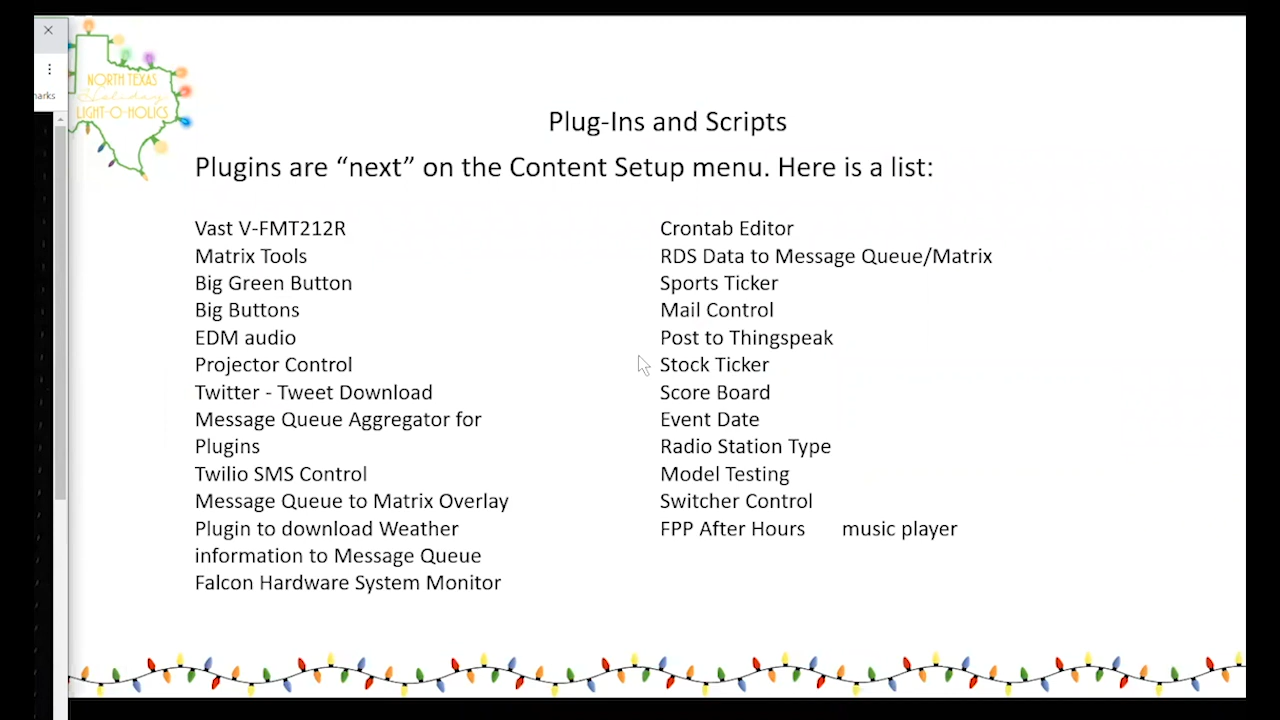 NORTH TEXAS
Holiday
LIGHT-O-HOLICS
marks
Plug-Ins and Scripts
Plugins are “next” on the Content Setup menu. Here is a list:
Vast V-FMT212R
Matrix Tools
Big Green Button
Big Buttons
EDM audio
Projector Control
Twitter - Tweet Download
Message Queue Aggregator for
Plugins
Twilio SMS Control
Message Queue to Matrix Overlay
Plugin to download Weather
information to Message Queue
Falcon Hardware System Monitor
Crontab Editor
RDS Data to Message Queue/Matrix
Sports Ticker
Mail Control
Post to Thingspeak
Stock Ticker
Score Board
Event Date
Radio Station Type
Model Testing
Switcher Control
FPP After Hours music player